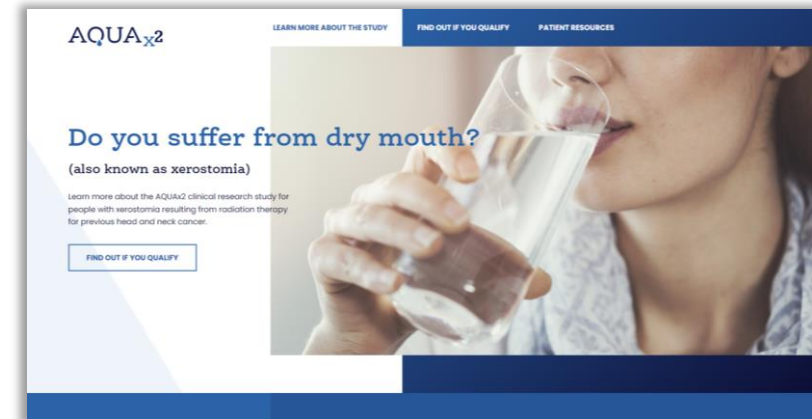 AQUAx2
LEARN MORE ABOUT THE STUDY
FIND OUT IF YOU QUALIFY
PATIENT RESOURCES
Do you suffer from dry mouth?
(also known as xerostomia)
Learn more about the AQUAx2 clinical research study for
people with xerostomia resulting from radiation therapy
for previous head and neck cancer.
FIND OUT IF YOU QUALIFY